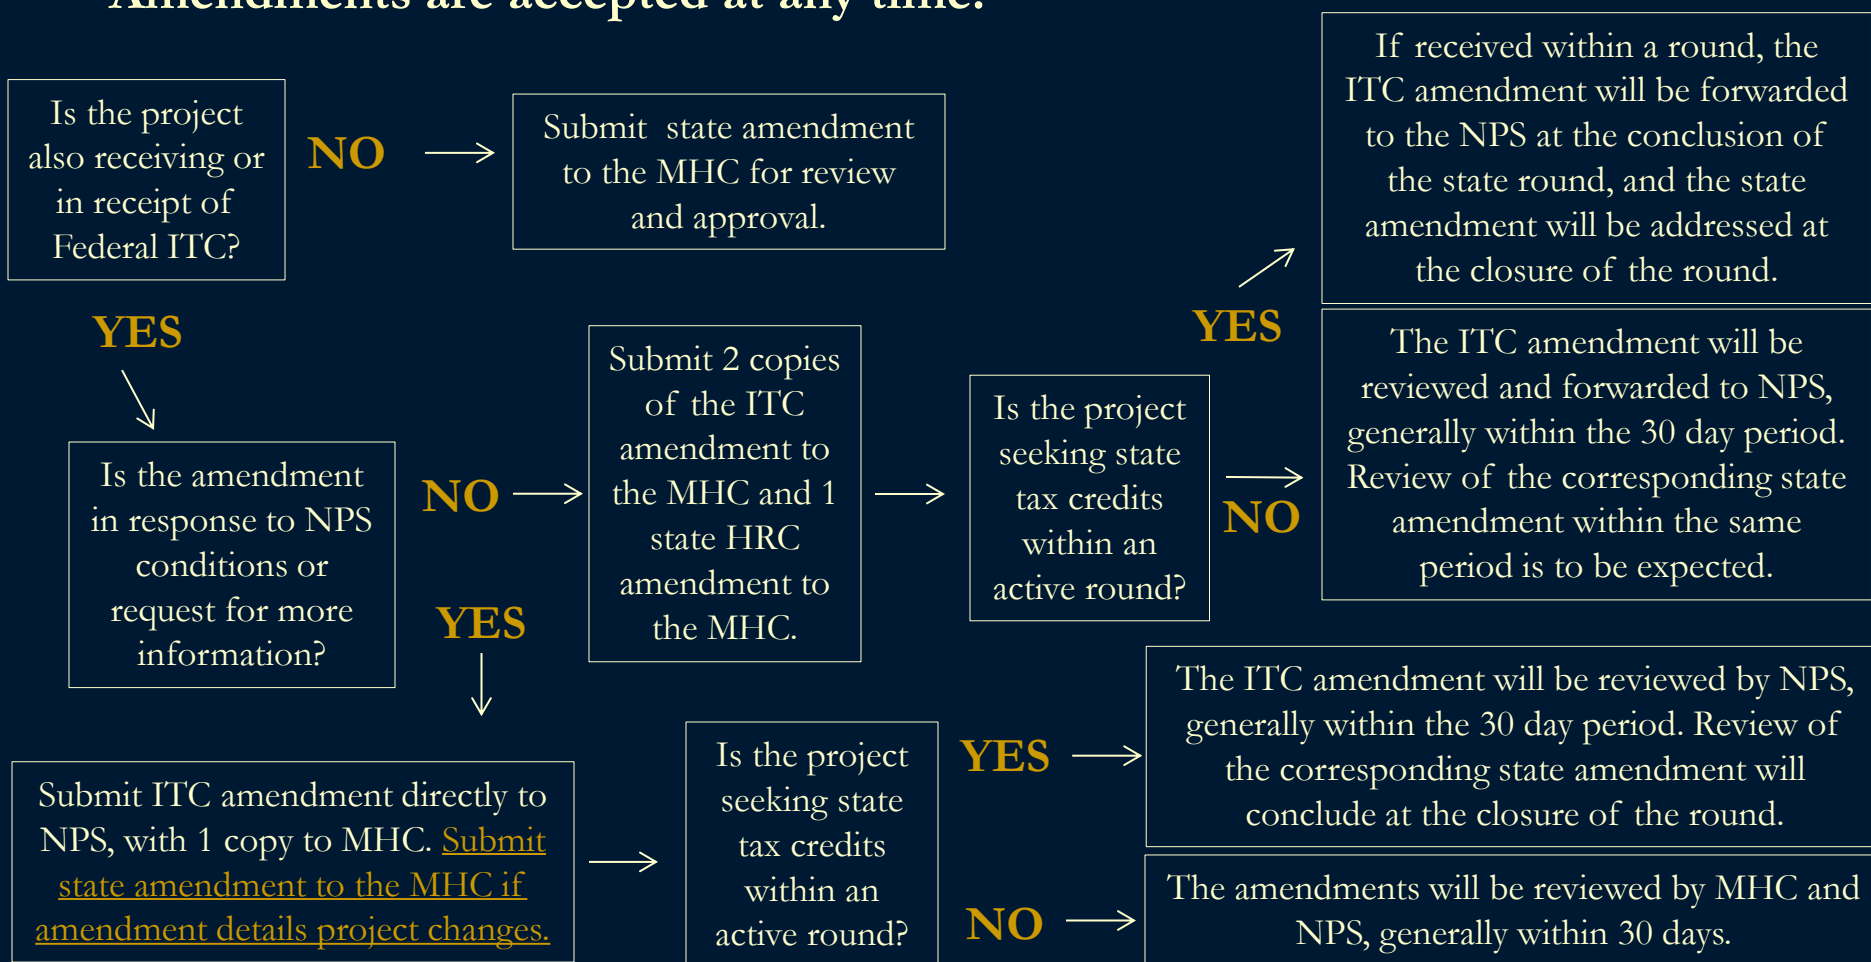 Amendments are accepted at any time.
Is the project
also receiving or
in receipt of
Federal ITC?
NO
Submit state amendment
to the MHC for review
and approval.
YES
Is the amendment
in response to NPS
conditions or
request for more
information?
NO
Submit 2 copies
of the ITC
amendment to
the MHC and 1
state HRC
amendment to
the MHC.
Is the project
seeking state
tax credits
within an
active round?
YES
If received within a round, the
ITC amendment will be forwarded
to the NPS at the conclusion of
the state round, and the state
amendment will be addressed at
the closure of the round.
NO
The ITC amendment will be
reviewed and forwarded to NPS,
generally within the 30 day period.
Review of the corresponding state
amendment within the same
period is to be expected.
YES
Submit ITC amendment directly to
NPS, with 1 copy to MHC. Submit
state amendment to the MHC if
amendment details project changes.
Is the project
seeking state
tax credits
within an
active round?
YES
The ITC amendment will be reviewed by NPS,
generally within the 30 day period. Review of
the corresponding state amendment will
conclude at the closure of the round.
NO
The amendments will be reviewed by MHC and
NPS, generally within 30 days.